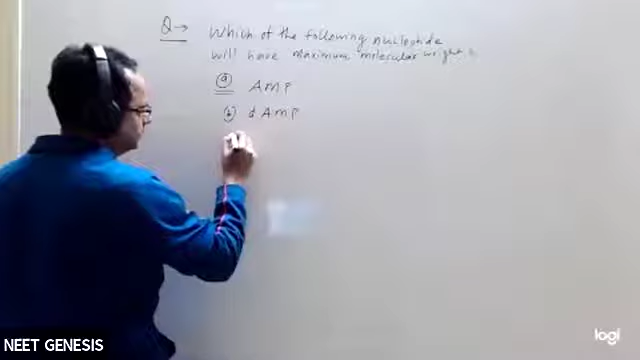 Q → Which of the following nucleotide
will have maximum molecular weight
(a) AMP
(b) dAMP
NEET GENESIS
logi